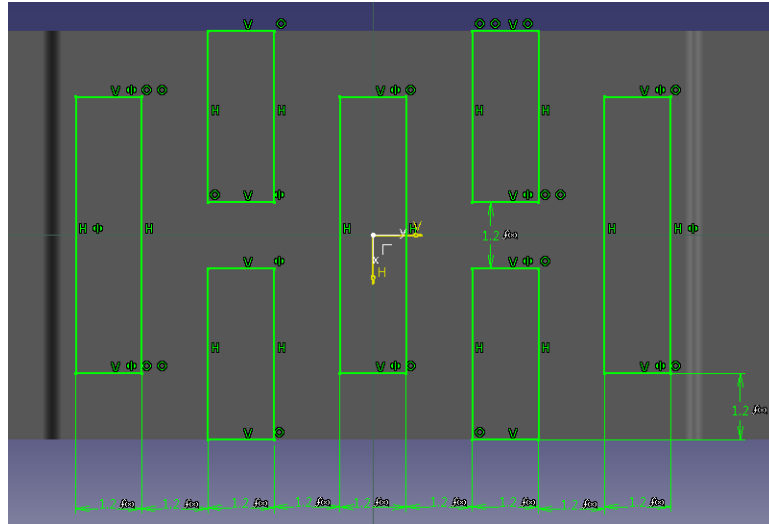 V
V
V
V
V
H H H H
V V
H H H H H H
1.2 f(x)
y V
x
H
V V
H H H H
V V V
1.2 f(x)
V V
1.2 f(x) 1.2 f(x) 1.2 f(x) 1.2 f(x) 1.2 f(x) 1.2 f(x) 1.2 f(x) 1.2 f(x) 1.2 f(x)